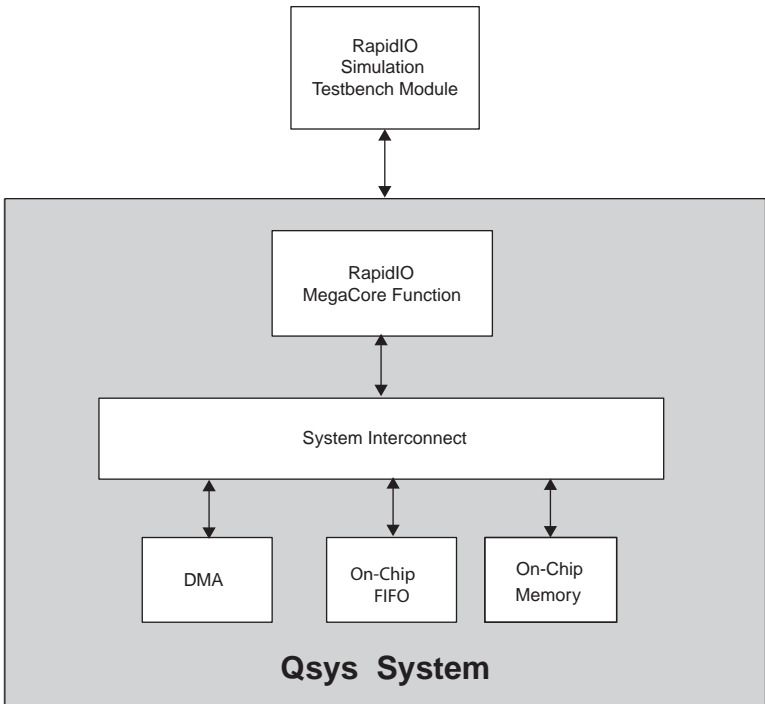 RapidIO
Simulation
Testbench Module
RapidIO
MegaCore Function
System Interconnect
DMA
On-Chip
FIFO
On-Chip
Memory
Qsys System